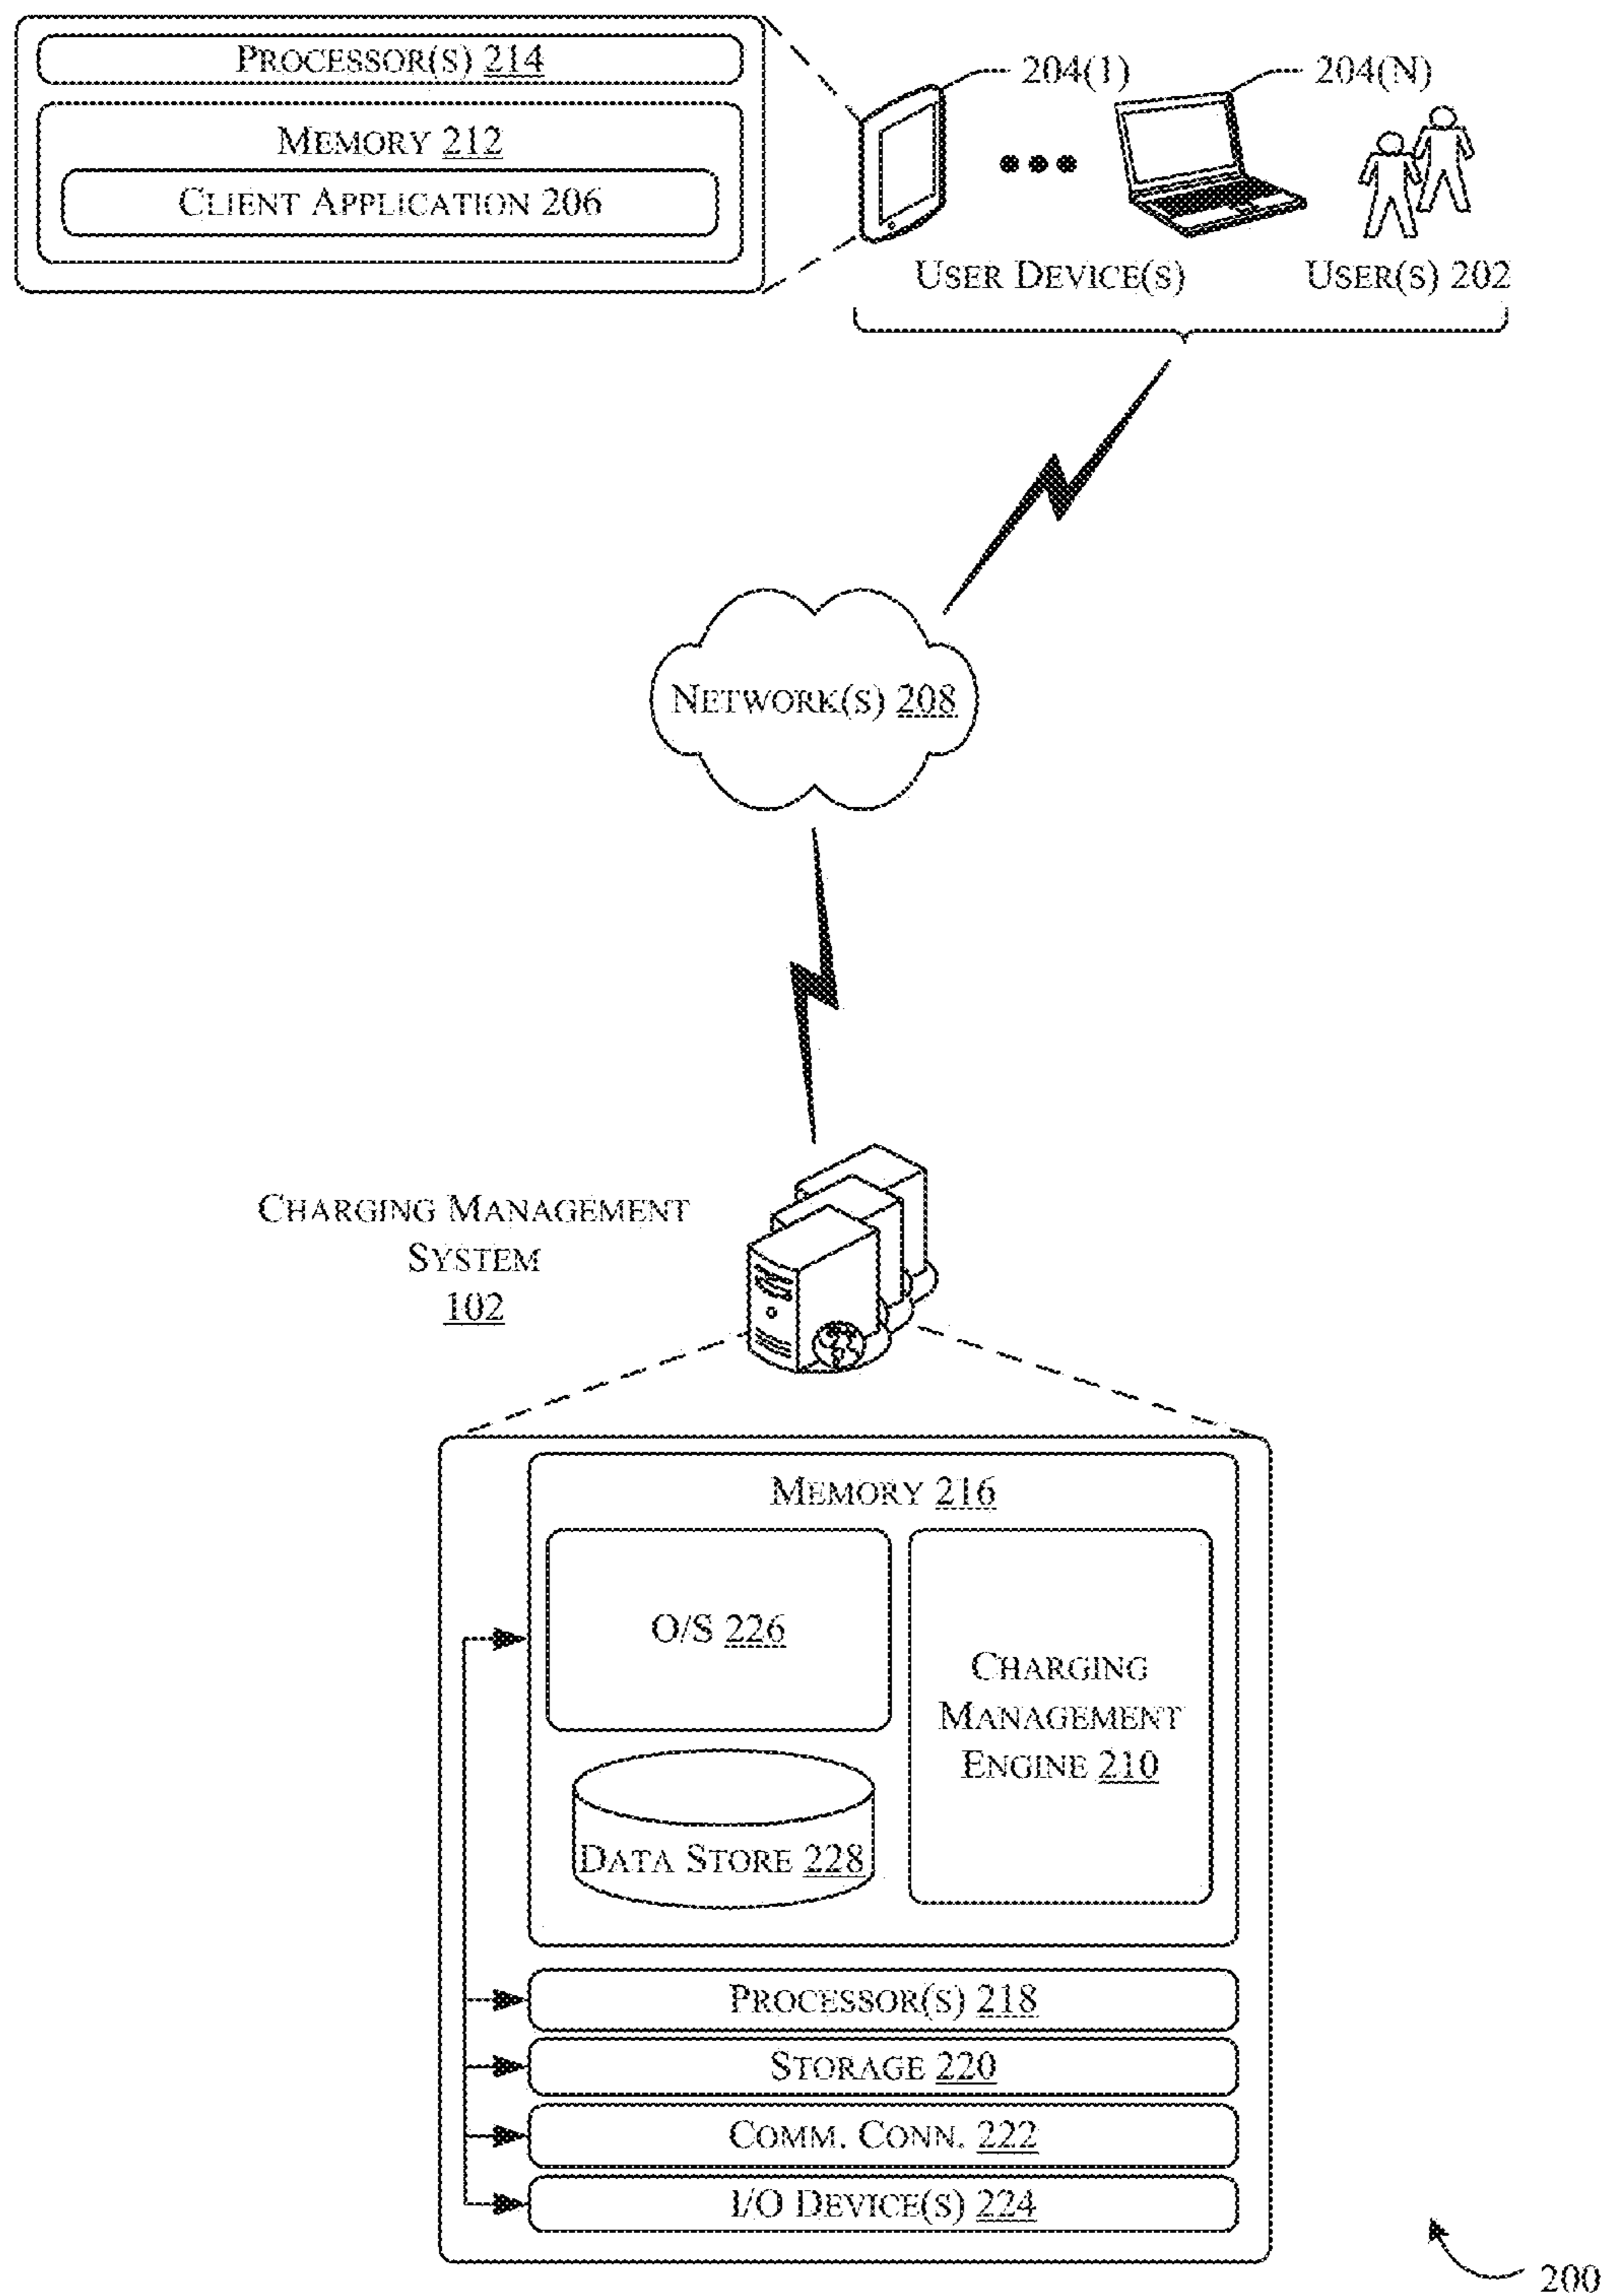 PROCESSOR(S) 214
MEMORY 212
CLIENT APPLICATION 206
204(1)
204(N)
USER DEVICE(S)
USER(S) 202
NETWORK(S) 208
CHARGING MANAGEMENT
SYSTEM
102
MEMORY 216
O/S 226
CHARGING
MANAGEMENT
ENGINE 210
DATA STORE 228
PROCESSOR(S) 218
STORAGE 220
COMM. CONN. 222
I/O DEVICE(S) 224
200